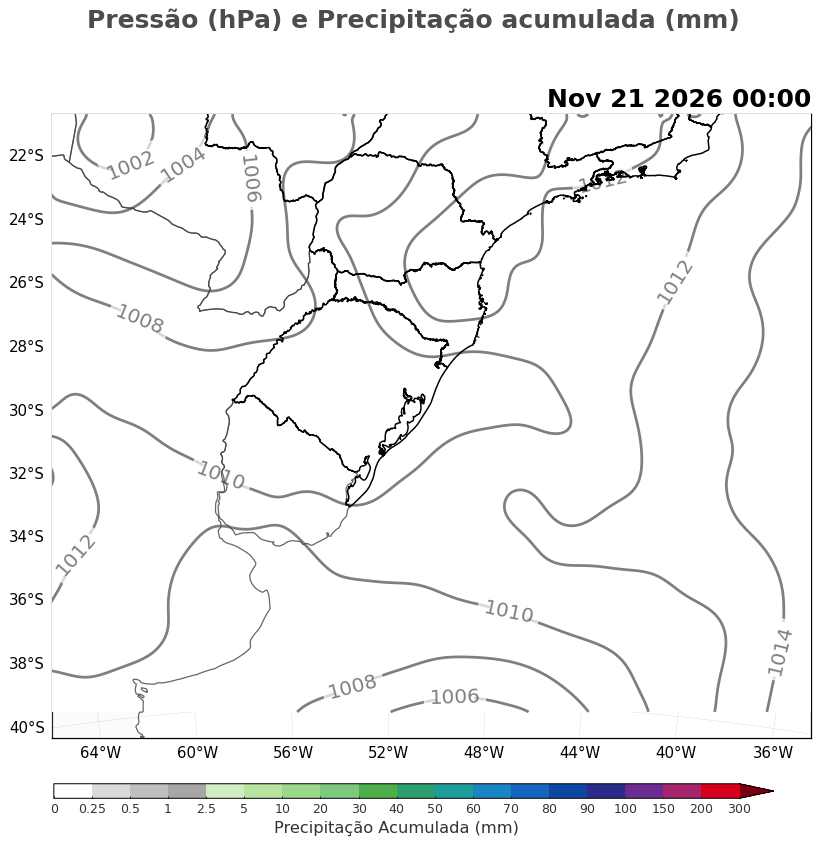 Pressão (hPa) e Precipitação acumulada (mm)
Nov 21 2026 00:00
22°S
24°S
26°S
28°S
30°S
32°S
34°S
36°S
38°S
40°S
1002
1004
1006
1012
1012
1008
1010
1012
1010
1014
1008
1006
64°W 60°W 56°W 52°W 48°W 44°W 40°W 36°W
0 0.25 0.5 1 2.5 5 10 20 30 40 50 60 70 80 90 100 150 200 300
Precipitação Acumulada (mm)